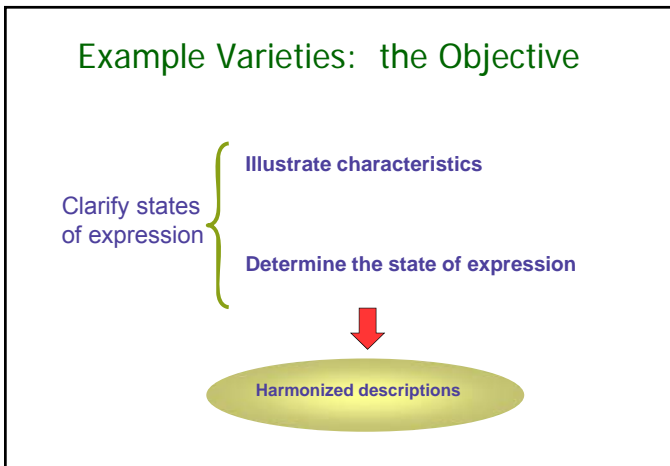 Example Varieties: the Objective
Illustrate characteristics
Clarify states
of expression
Determine the state of expression
Harmonized descriptions